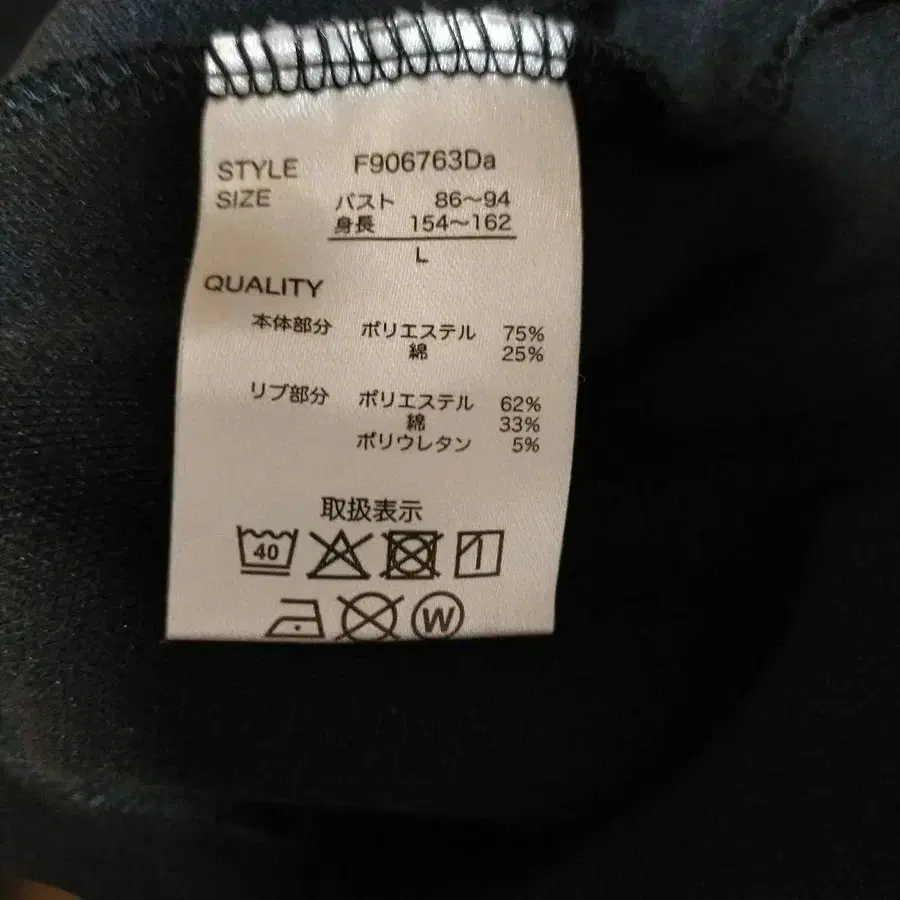 STYLE F906763Da
SIZE バスト 86～94
身長 154～162
L
QUALITY
本体部分 ポリエステル 75%
綿 25%
リブ部分 ポリエステル 62%
綿 33%
ポリウレタン 5%
取扱表示
40
W